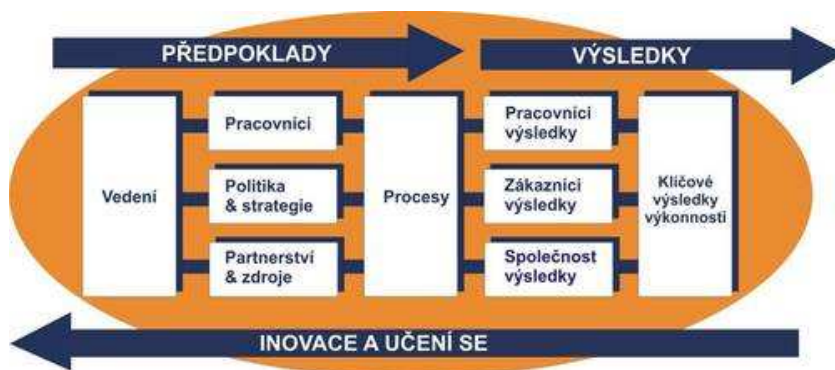 PŘEDPOKLADY
VÝSLEDKY
Vedení
Pracovníci
Politika
& strategie
Partnerství
& zdroje
Procesy
Pracovníci
výsledky
Zákazníci
výsledky
Společnost
výsledky
Klíčové
výsledky
výkonnosti
INOVACE A UČENÍ SE